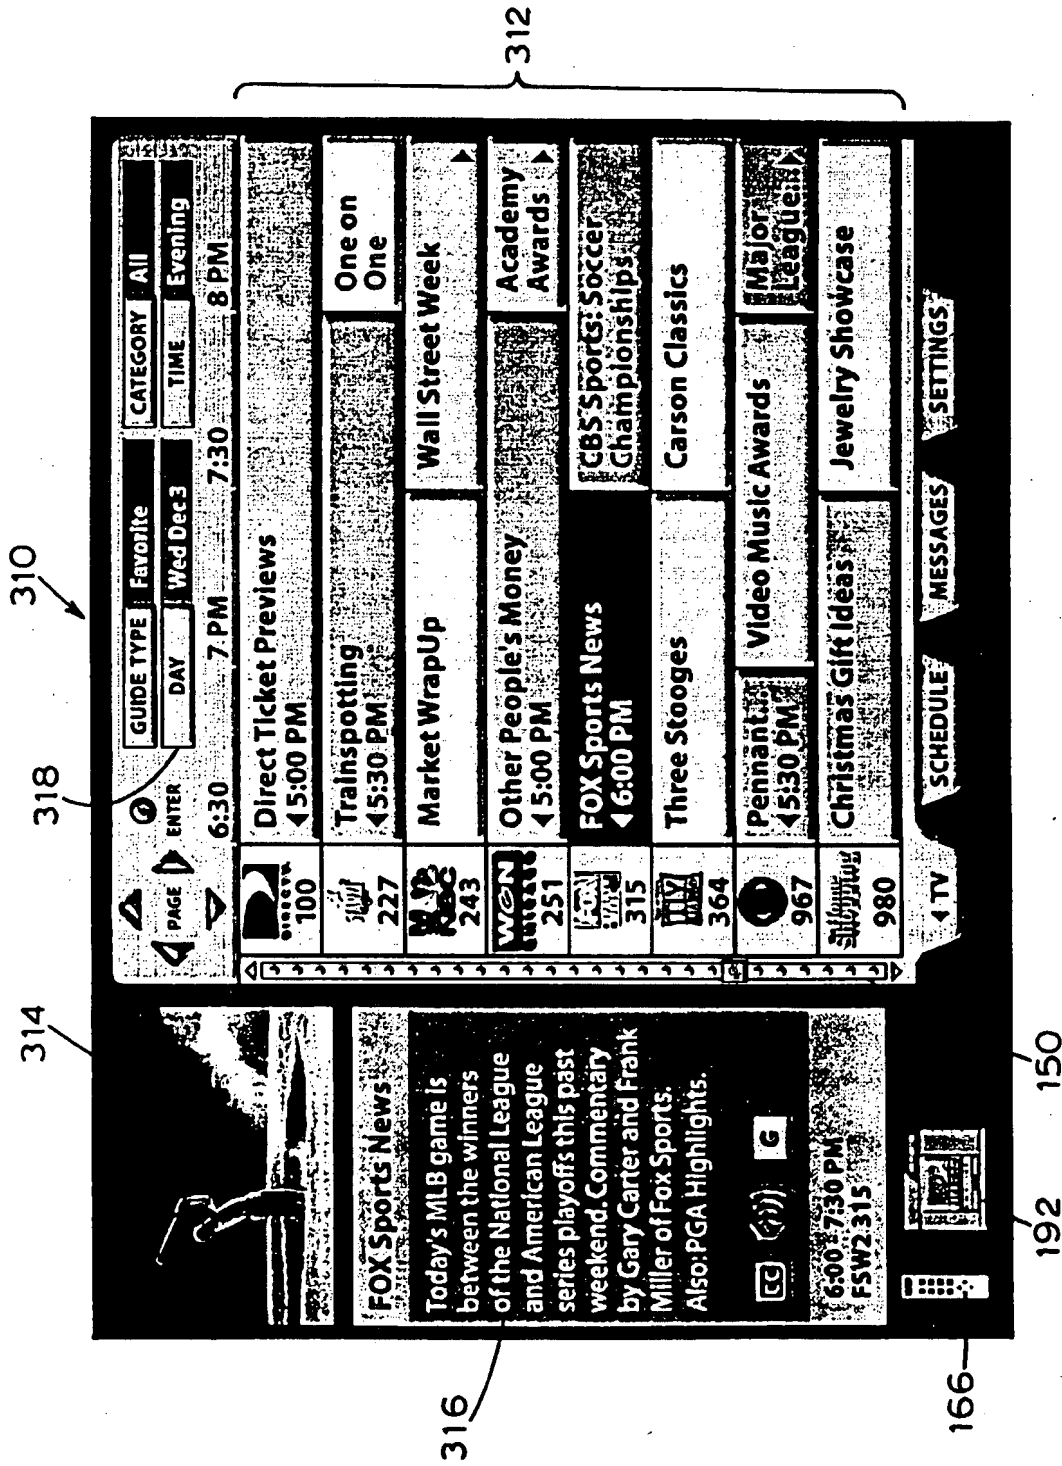 310
314
318
312
316
166
192
150
PAGE
ENTER
GUIDE TYPE
Favorite
CATEGORY
All
DAY
Wed Dec3
TIME
Evening
6:30
7 PM
7:30
8 PM
DIRECTV
100
Direct Ticket Previews
◀ 5:00 PM
227
Trainspotting
◀ 5:30 PM
One on
One
243
Market WrapUp
Wall Street Week ▶
WGN
251
Other People's Money
◀ 5:00 PM
Academy
Awards ▶
FOX
315
FOX Sports News
◀ 6:00 PM
CBS Sports: Soccer
Championships
364
Three Stooges
Carson Classics
967
Pennant...
◀ 5:30 PM
Video Music Awards
Major
League... ▶
980
Christmas Gift Ideas
Jewelry Showcase
◀ TV
SCHEDULE
MESSAGES
SETTINGS
FOX Sports News
Today's MLB game is
between the winners
of the National League
and American League
series playoffs this past
weekend. Commentary
by Gary Carter and Frank
Miller of Fox Sports.
Also: PGA Highlights.
CC
G
6:00 - 7:30 PM
FSW2 315